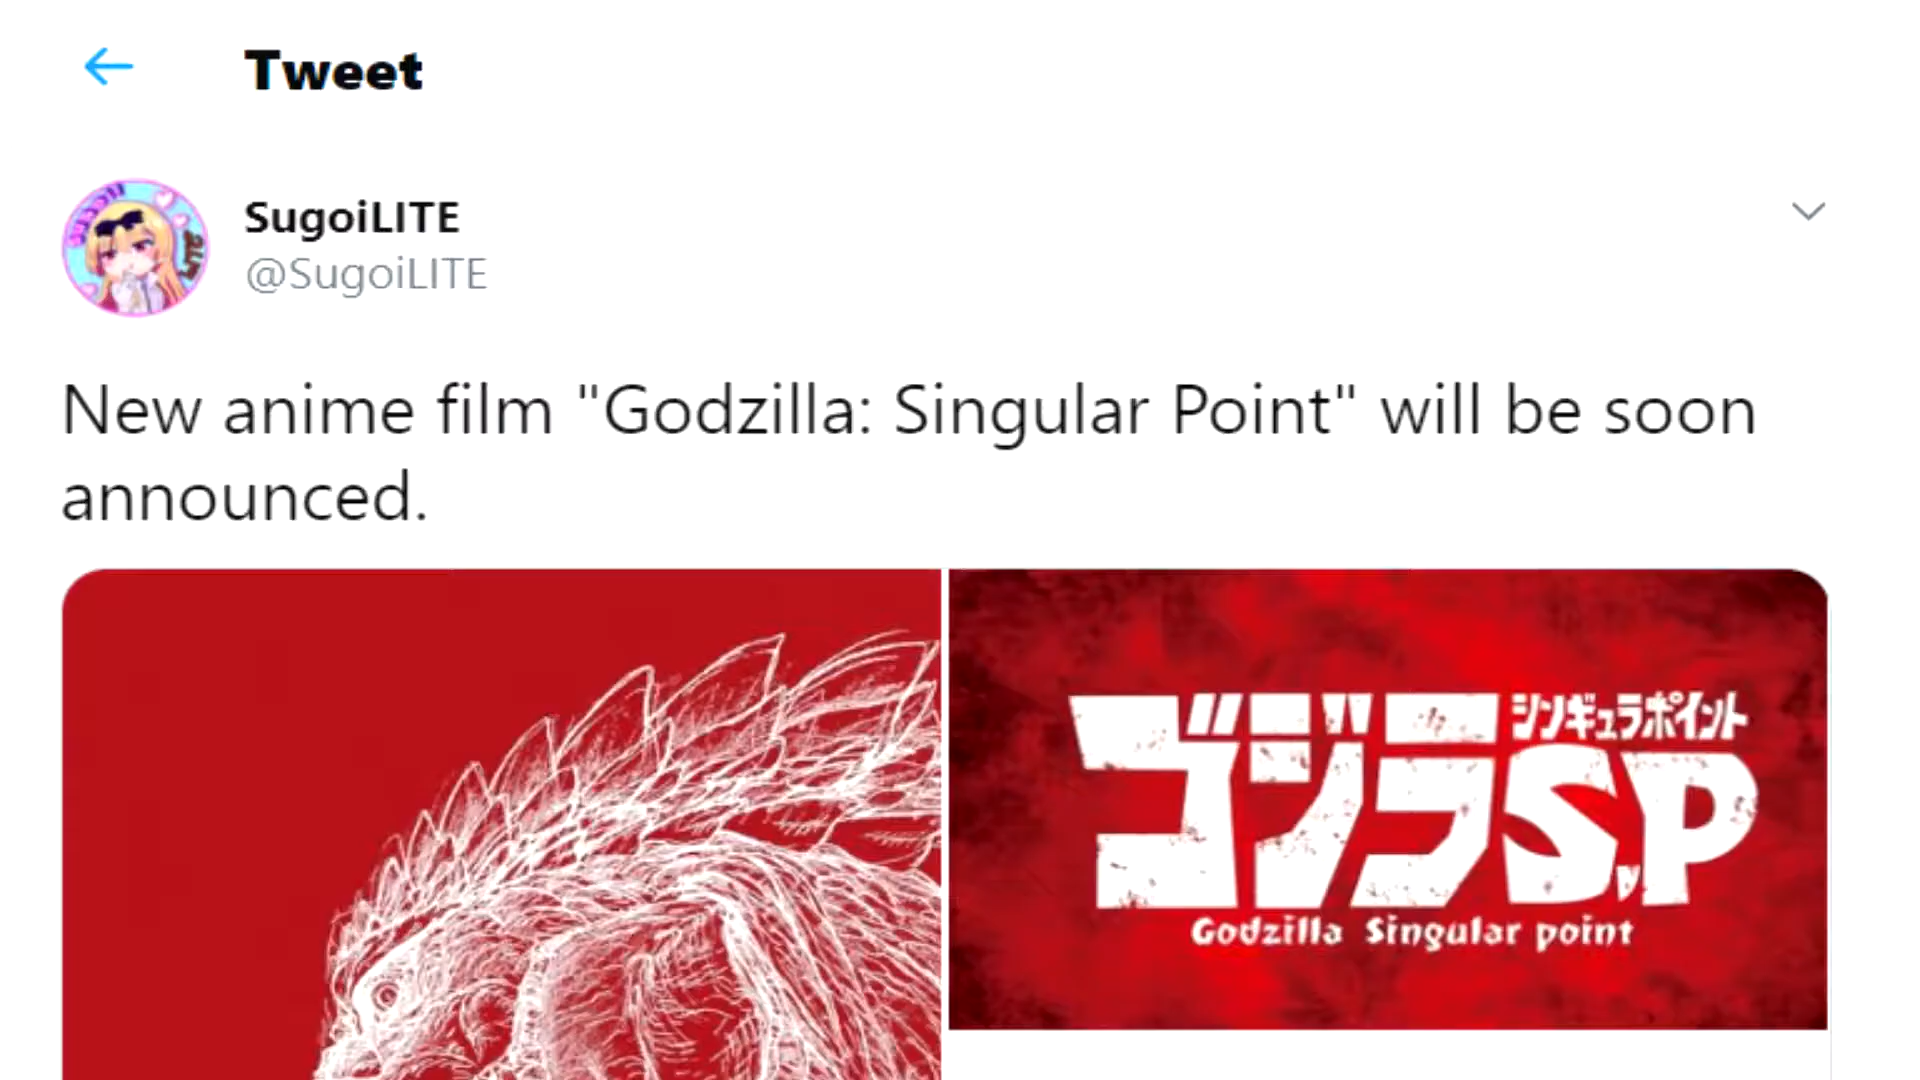 Tweet
SugoiLITE
@SugoiLITE
New anime film "Godzilla: Singular Point" will be soon
announced.
シンギュラポイント
ゴジラS.P
Godzilla Singular point